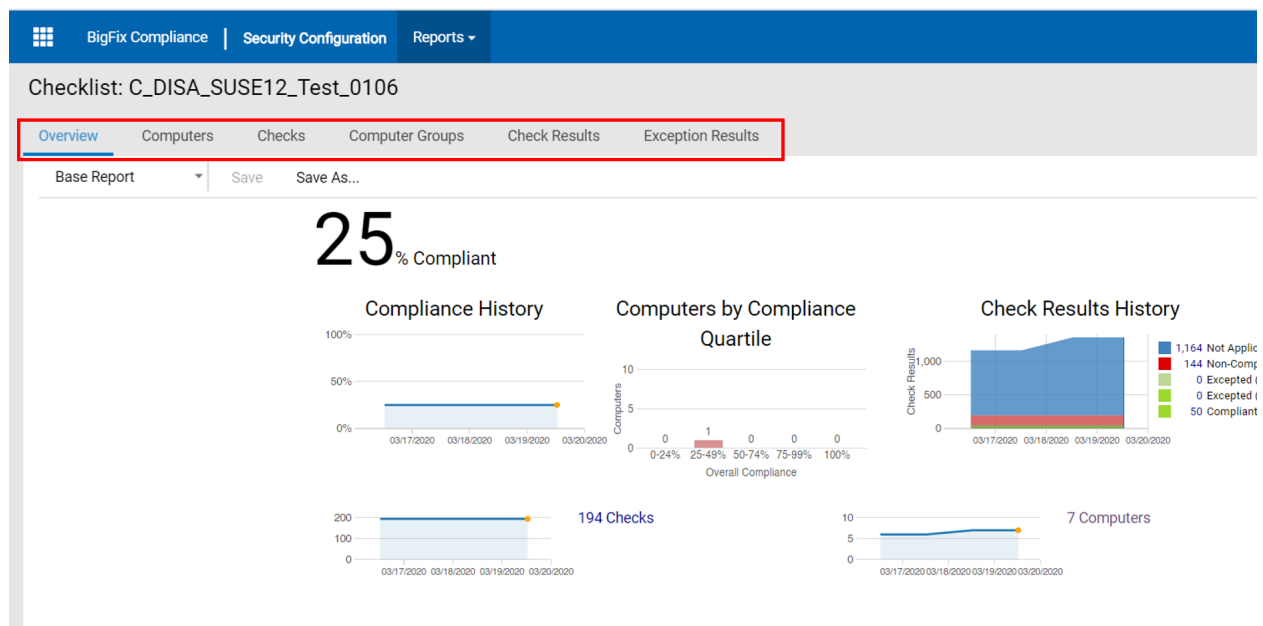 BigFix Compliance | Security Configuration Reports
Checklist: C_DISA_SUSE12_Test_0106
Overview Computers Checks Computer Groups Check Results Exception Results
Base Report Save Save As...
25% Compliant
Compliance History
100%
50%
0%
03/17/2020 03/18/2020 03/19/2020 03/20/2020
Computers by Compliance
Quartile
Computers
10
5
0
0 1 0 0 0
0-24% 25-49% 50-74% 75-99% 100%
Overall Compliance
Check Results History
Check Results
1,000
500
0
03/17/2020 03/18/2020 03/19/2020 03/20/2020
1,164 Not Applic
144 Non-Comp
0 Excepted (
0 Excepted (
50 Compliant
200
100
0
03/17/2020 03/18/2020 03/19/2020 03/20/2020
194 Checks
10
5
0
03/17/2020 03/18/2020 03/19/2020 03/20/2020
7 Computers